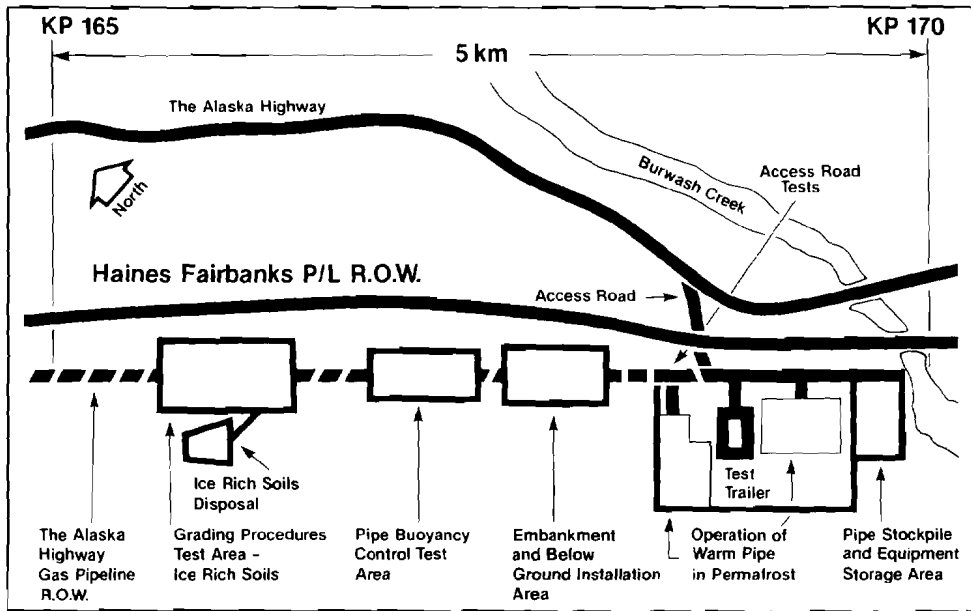 KP 165
KP 170
5 km
The Alaska Highway
North
Burwash Creek
Access Road
Tests
Haines Fairbanks P/L R.O.W.
Access Road
Ice Rich Soils
Disposal
Test
Trailer
The Alaska
Highway
Gas Pipeline
R.O.W.
Grading Procedures
Test Area –
Ice Rich Soils
Pipe Buoyancy
Control Test
Area
Embankment
and Below
Ground Installation
Area
Operation of
Warm Pipe
in Permafrost
Pipe Stockpile
and Equipment
Storage Area